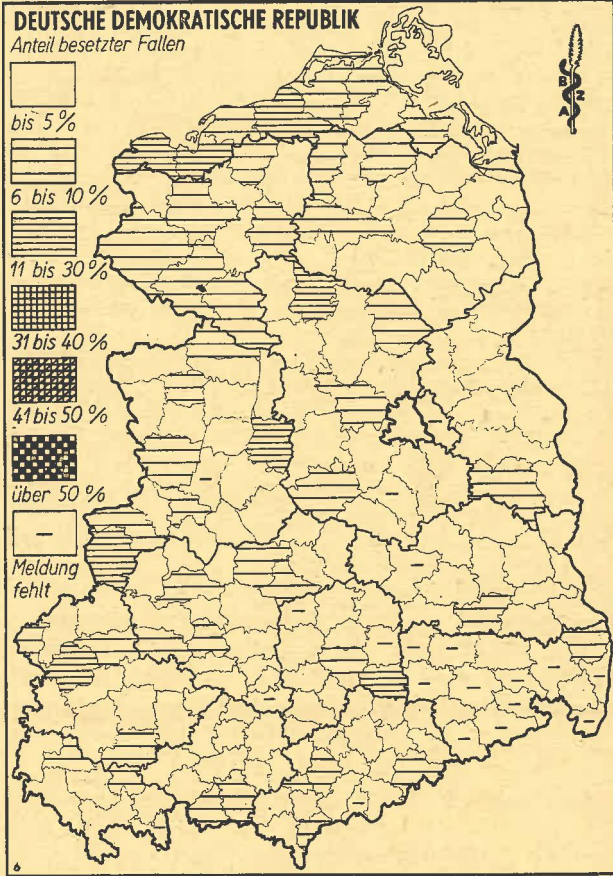 DEUTSCHE DEMOKRATISCHE REPUBLIK
Anteil besetzter Fallen
bis 5 %
6 bis 10 %
11 bis 30 %
31 bis 40 %
41 bis 50 %
über 50 %
Meldung
fehlt
B
Z
A
6